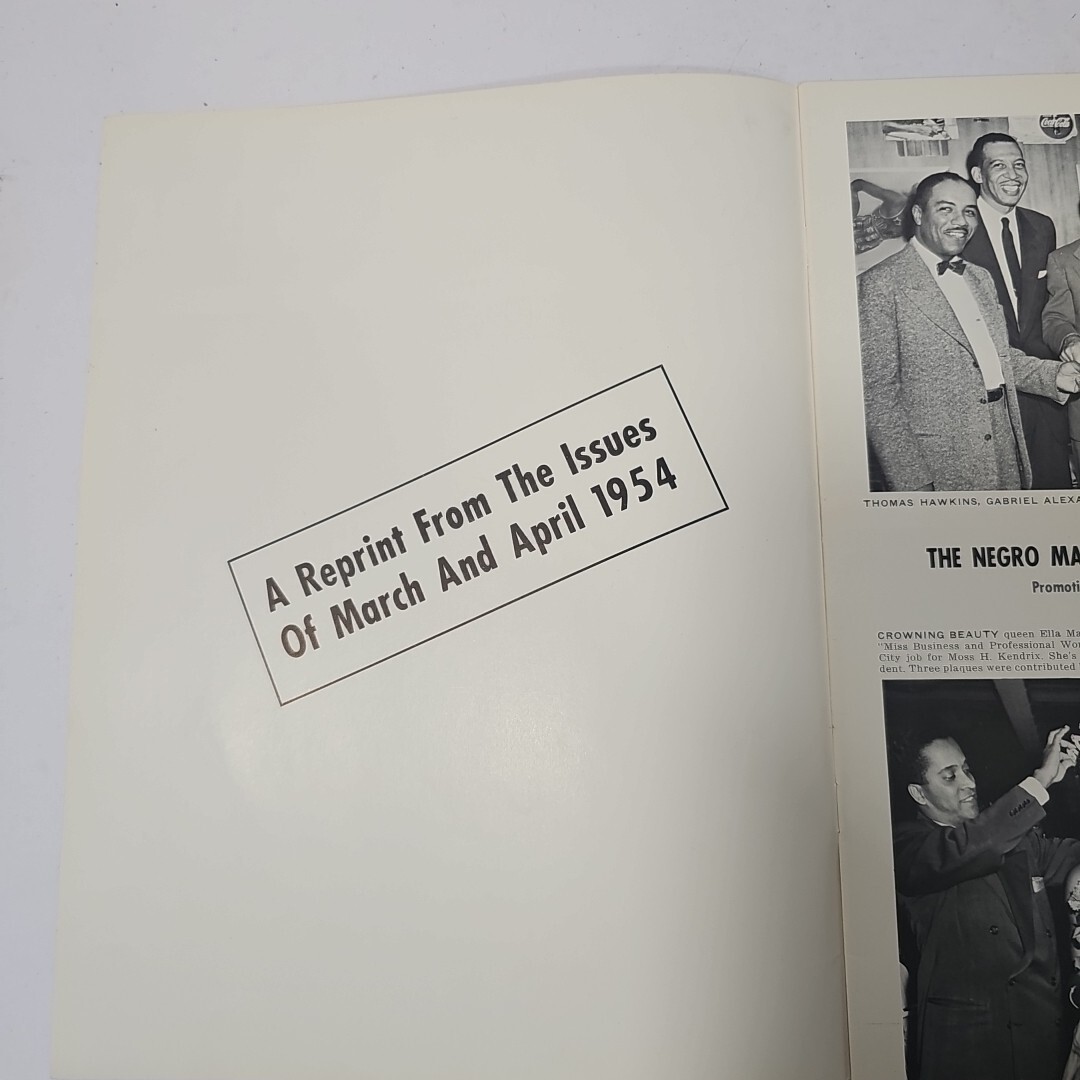 A Reprint From The Issues
Of March And April 1954
Coca-Cola
THOMAS HAWKINS, GABRIEL ALEXA
THE NEGRO MA
Promoti
CROWNING BEAUTY queen Ella Ma
"Miss Business and Professional Wo
City job for Moss H. Kendrix. She's
dent. Three plaques were contributed